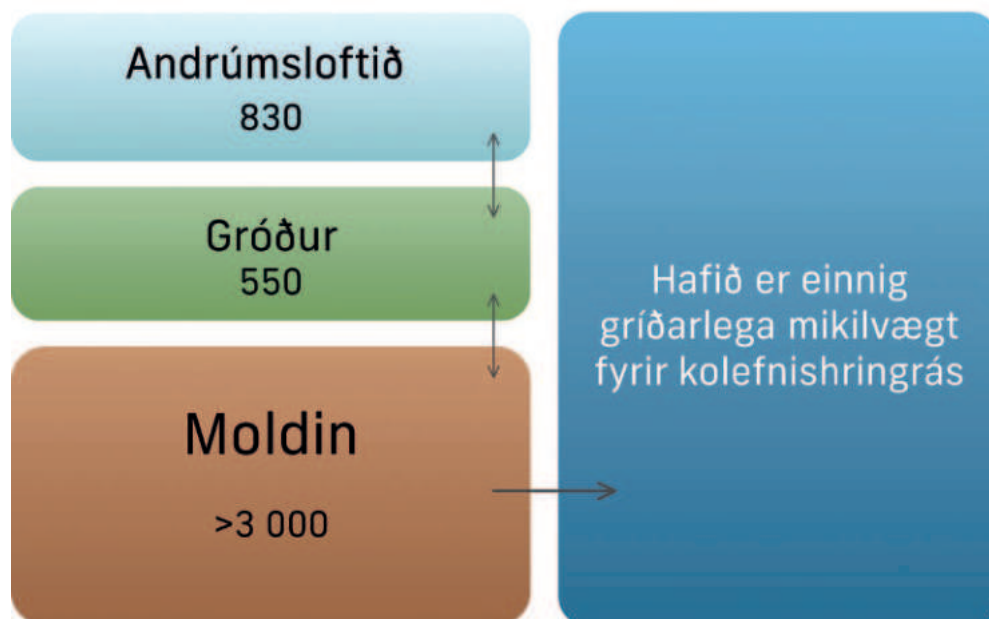 Andrúmsloftið
830
Gróður
550
Moldin
>3 000
Hafið er einnig
gríðarlega mikilvægt
fyrir kolefnishringrás